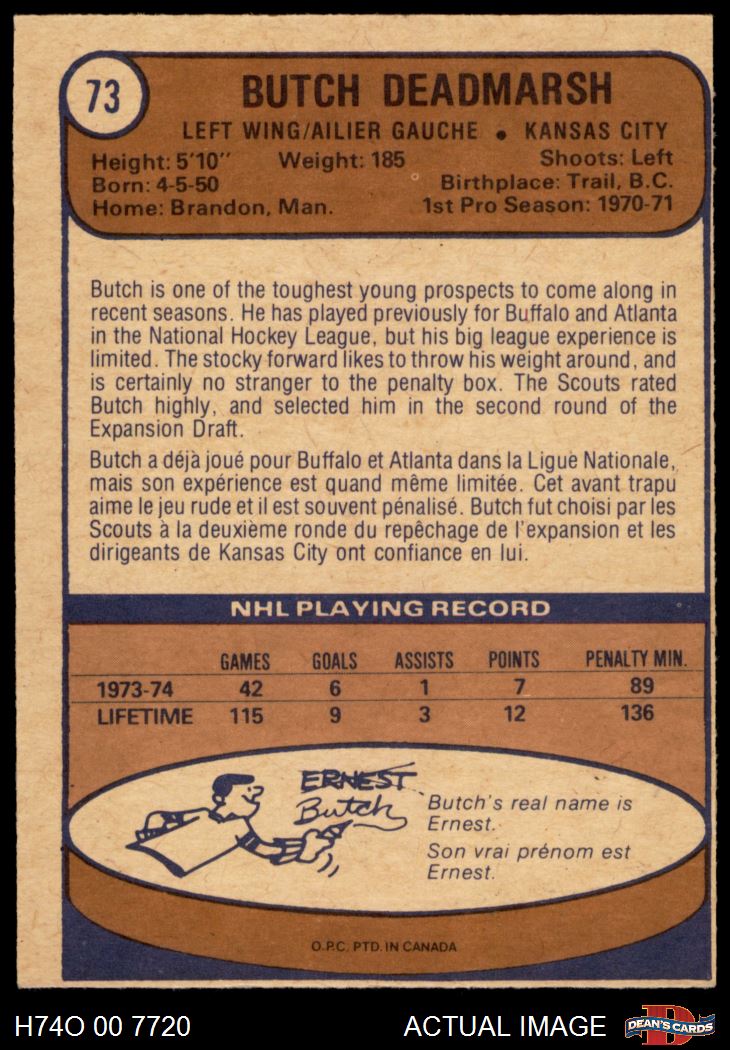 73
BUTCH DEADMARSH
LEFT WING/AILIER GAUCHE • KANSAS CITY
Height: 5'10" Weight: 185 Shoots: Left
Born: 4-5-50 Birthplace: Trail, B.C.
Home: Brandon, Man. 1st Pro Season: 1970-71
Butch is one of the toughest young prospects to come along in
recent seasons. He has played previously for Buffalo and Atlanta
in the National Hockey League, but his big league experience is
limited. The stocky forward likes to throw his weight around, and
is certainly no stranger to the penalty box. The Scouts rated
Butch highly, and selected him in the second round of the
Expansion Draft.
Butch a déjà joué pour Buffalo et Atlanta dans la Ligue Nationale,
mais son expérience est quand même limitée. Cet avant trapu
aime le jeu rude et il est souvent pénalisé. Butch fut choisi par les
Scouts à la deuxième ronde du repêchage de l'expansion et les
dirigeants de Kansas City ont confiance en lui.
NHL PLAYING RECORD
GAMES GOALS ASSISTS POINTS PENALTY MIN.
1973-74 42 6 1 7 89
LIFETIME 115 9 3 12 136
ERNEST
Butch
Butch's real name is
Ernest.
Son vrai prénom est
Ernest.
O.P.C. PTD. IN CANADA
H74O 00 7720 ACTUAL IMAGE D DEAN'S CARDS